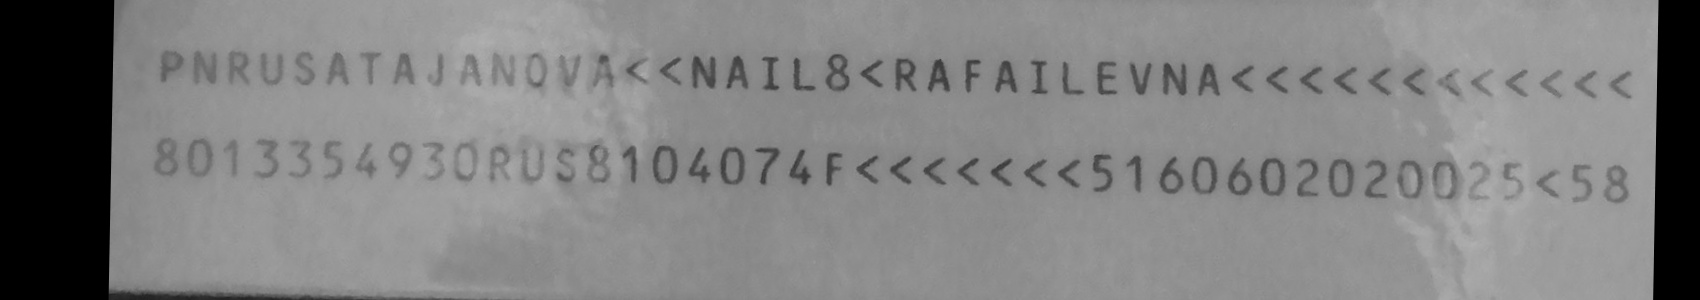 PNRUSATAJANOVA<<NAIL8<RAFAILEVNA<<<<<<<<<<<<
8013354930RUS8104074F<<<<<<<5160602020025<58